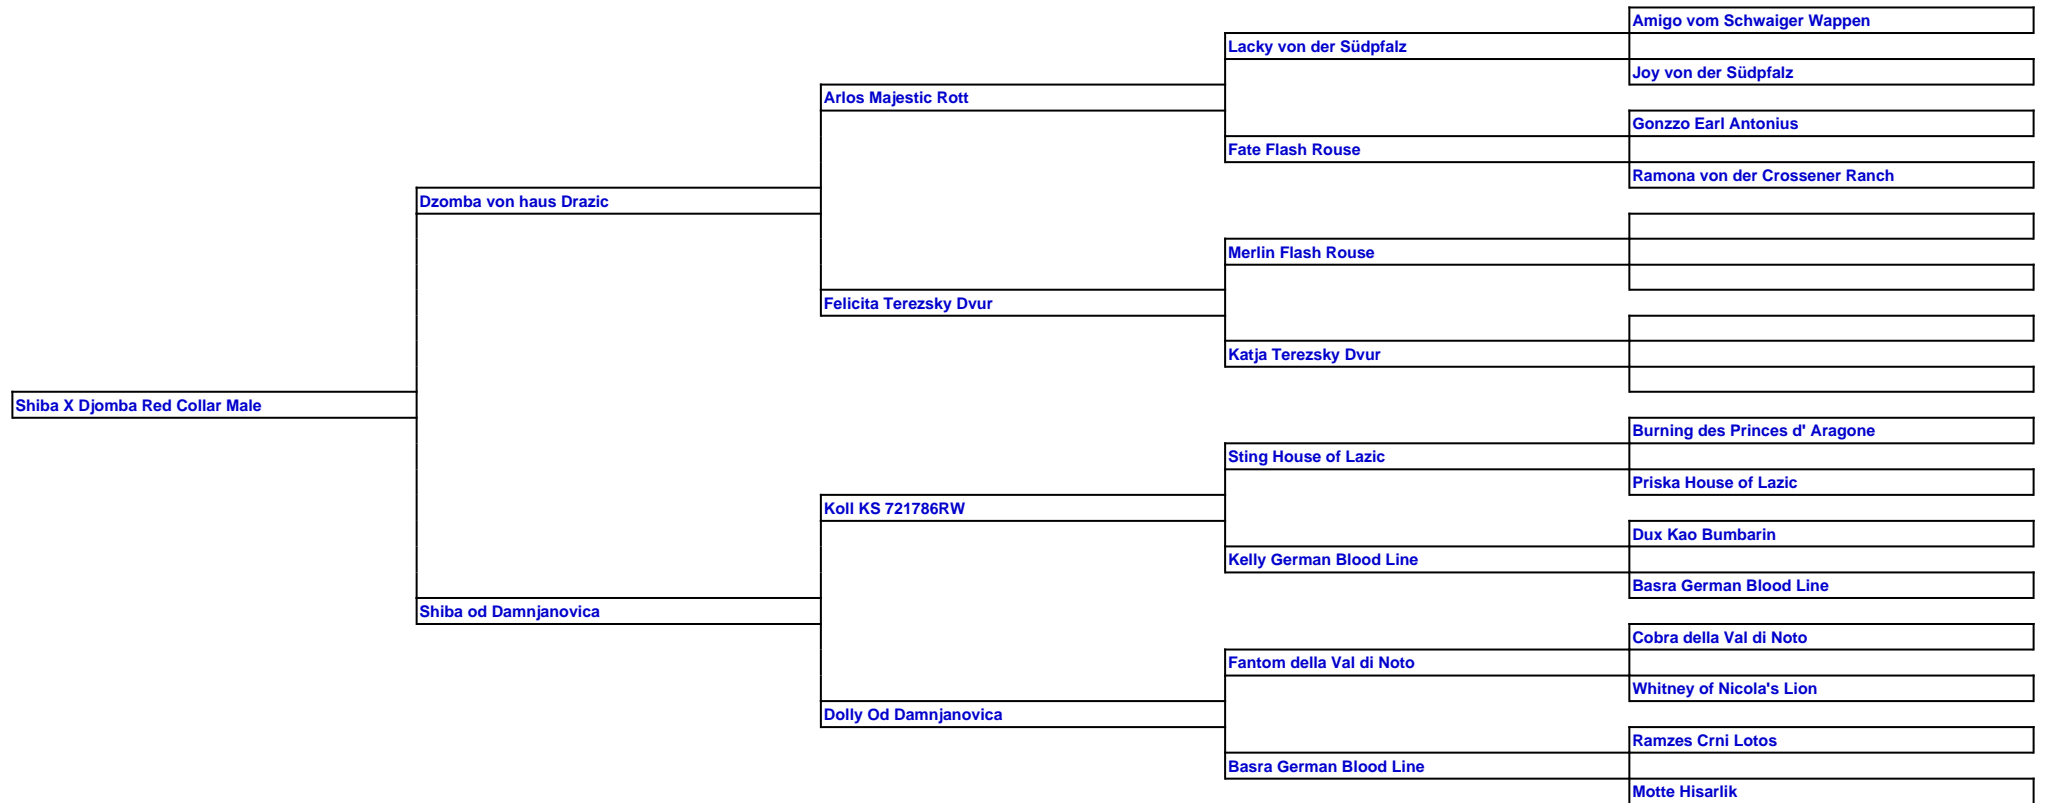 Amigo vom Schwaiger Wappen
Lacky von der Südpfalz
Joy von der Südpfalz
Arlos Majestic Rott
Gonzzo Earl Antonius
Fate Flash Rouse
Ramona von der Crossener Ranch
Dzomba von haus Drazic
Merlin Flash Rouse
Felicita Terezsky Dvur
Katja Terezsky Dvur
Shiba X Djomba Red Collar Male
Burning des Princes d' Aragone
Sting House of Lazic
Priska House of Lazic
Koll KS 721786RW
Dux Kao Bumbarin
Kelly German Blood Line
Basra German Blood Line
Shiba od Damnjanovica
Cobra della Val di Noto
Fantom della Val di Noto
Whitney of Nicola's Lion
Dolly Od Damnjanovica
Ramzes Crni Lotos
Basra German Blood Line
Motte Hisarlik